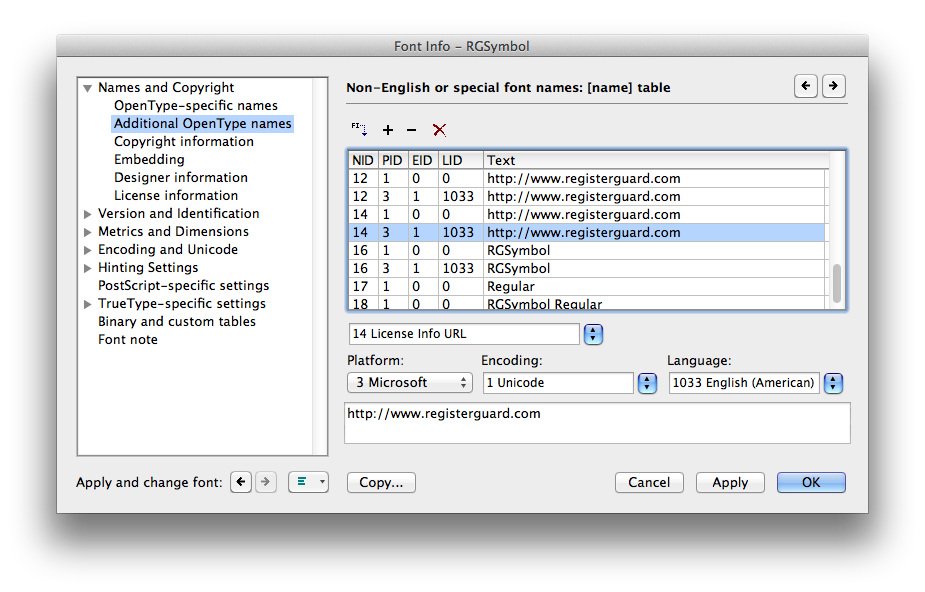 Font Info – RGSymbol
Names and Copyright
OpenType-specific names
Additional OpenType names
Copyright information
Embedding
Designer information
License information
Version and Identification
Metrics and Dimensions
Encoding and Unicode
Hinting Settings
PostScript-specific settings
TrueType-specific settings
Binary and custom tables
Font note
Non-English or special font names: [name] table
FI
NID PID EID LID Text
12 1 0 0 http://www.registerguard.com
12 3 1 1033 http://www.registerguard.com
14 1 0 0 http://www.registerguard.com
14 3 1 1033 http://www.registerguard.com
16 1 0 0 RGSymbol
16 3 1 1033 RGSymbol
17 1 0 0 Regular
18 1 0 0 RGSymbol Regular
14 License Info URL
Platform: Encoding: Language:
3 Microsoft 1 Unicode 1033 English (American)
http://www.registerguard.com
Apply and change font: Copy... Cancel Apply OK